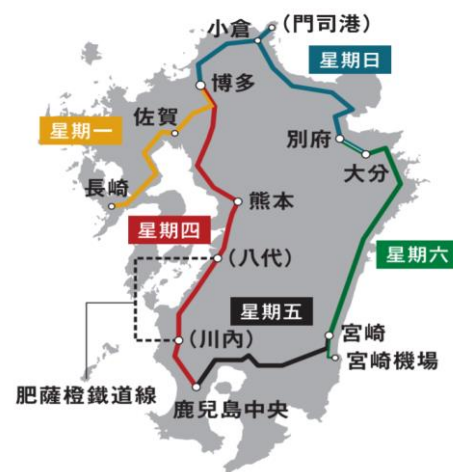 小倉
(門司港)
星期日
博多
佐賀
星期一
別府
大分
長崎
熊本
星期四
(八代)
星期六
星期五
(川內)
宮崎
宮崎機場
肥薩橙鐵道線
鹿兒島中央